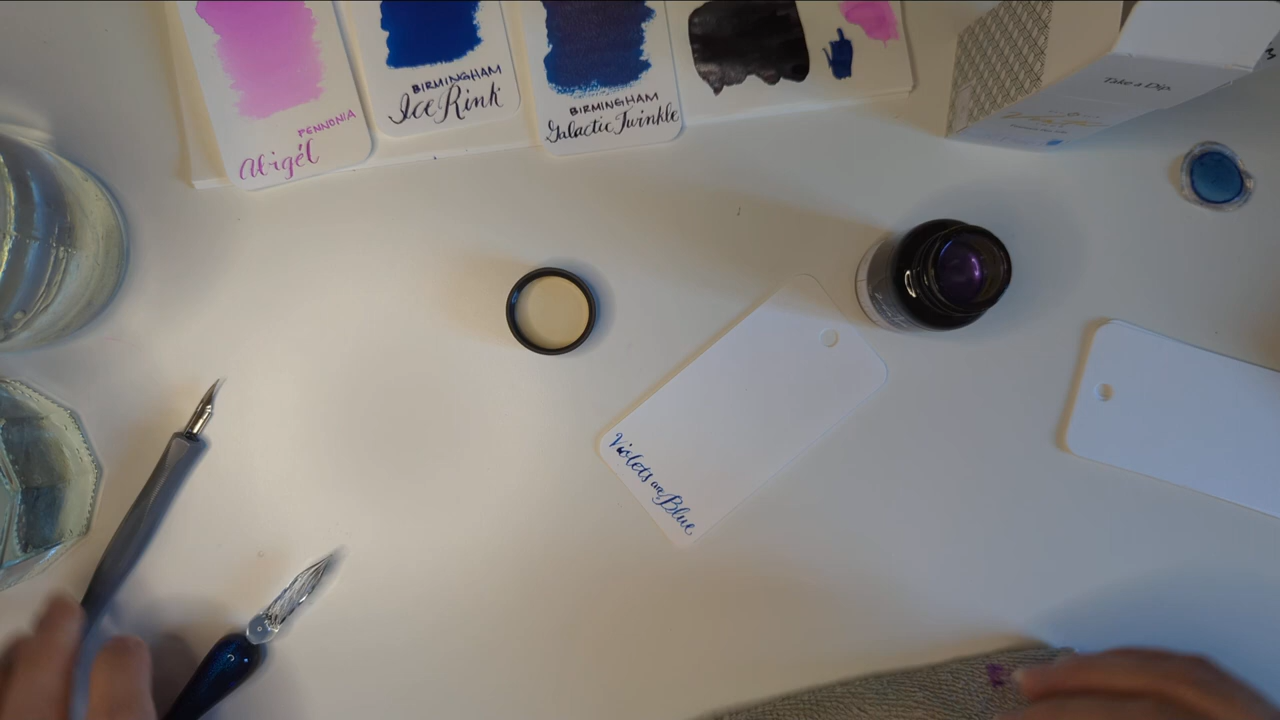 PENNONIA
Abigél
BIRMINGHAM
Ice Rink
BIRMINGHAM
Galactic Twinkle
Take a Dip
Violets are Blue